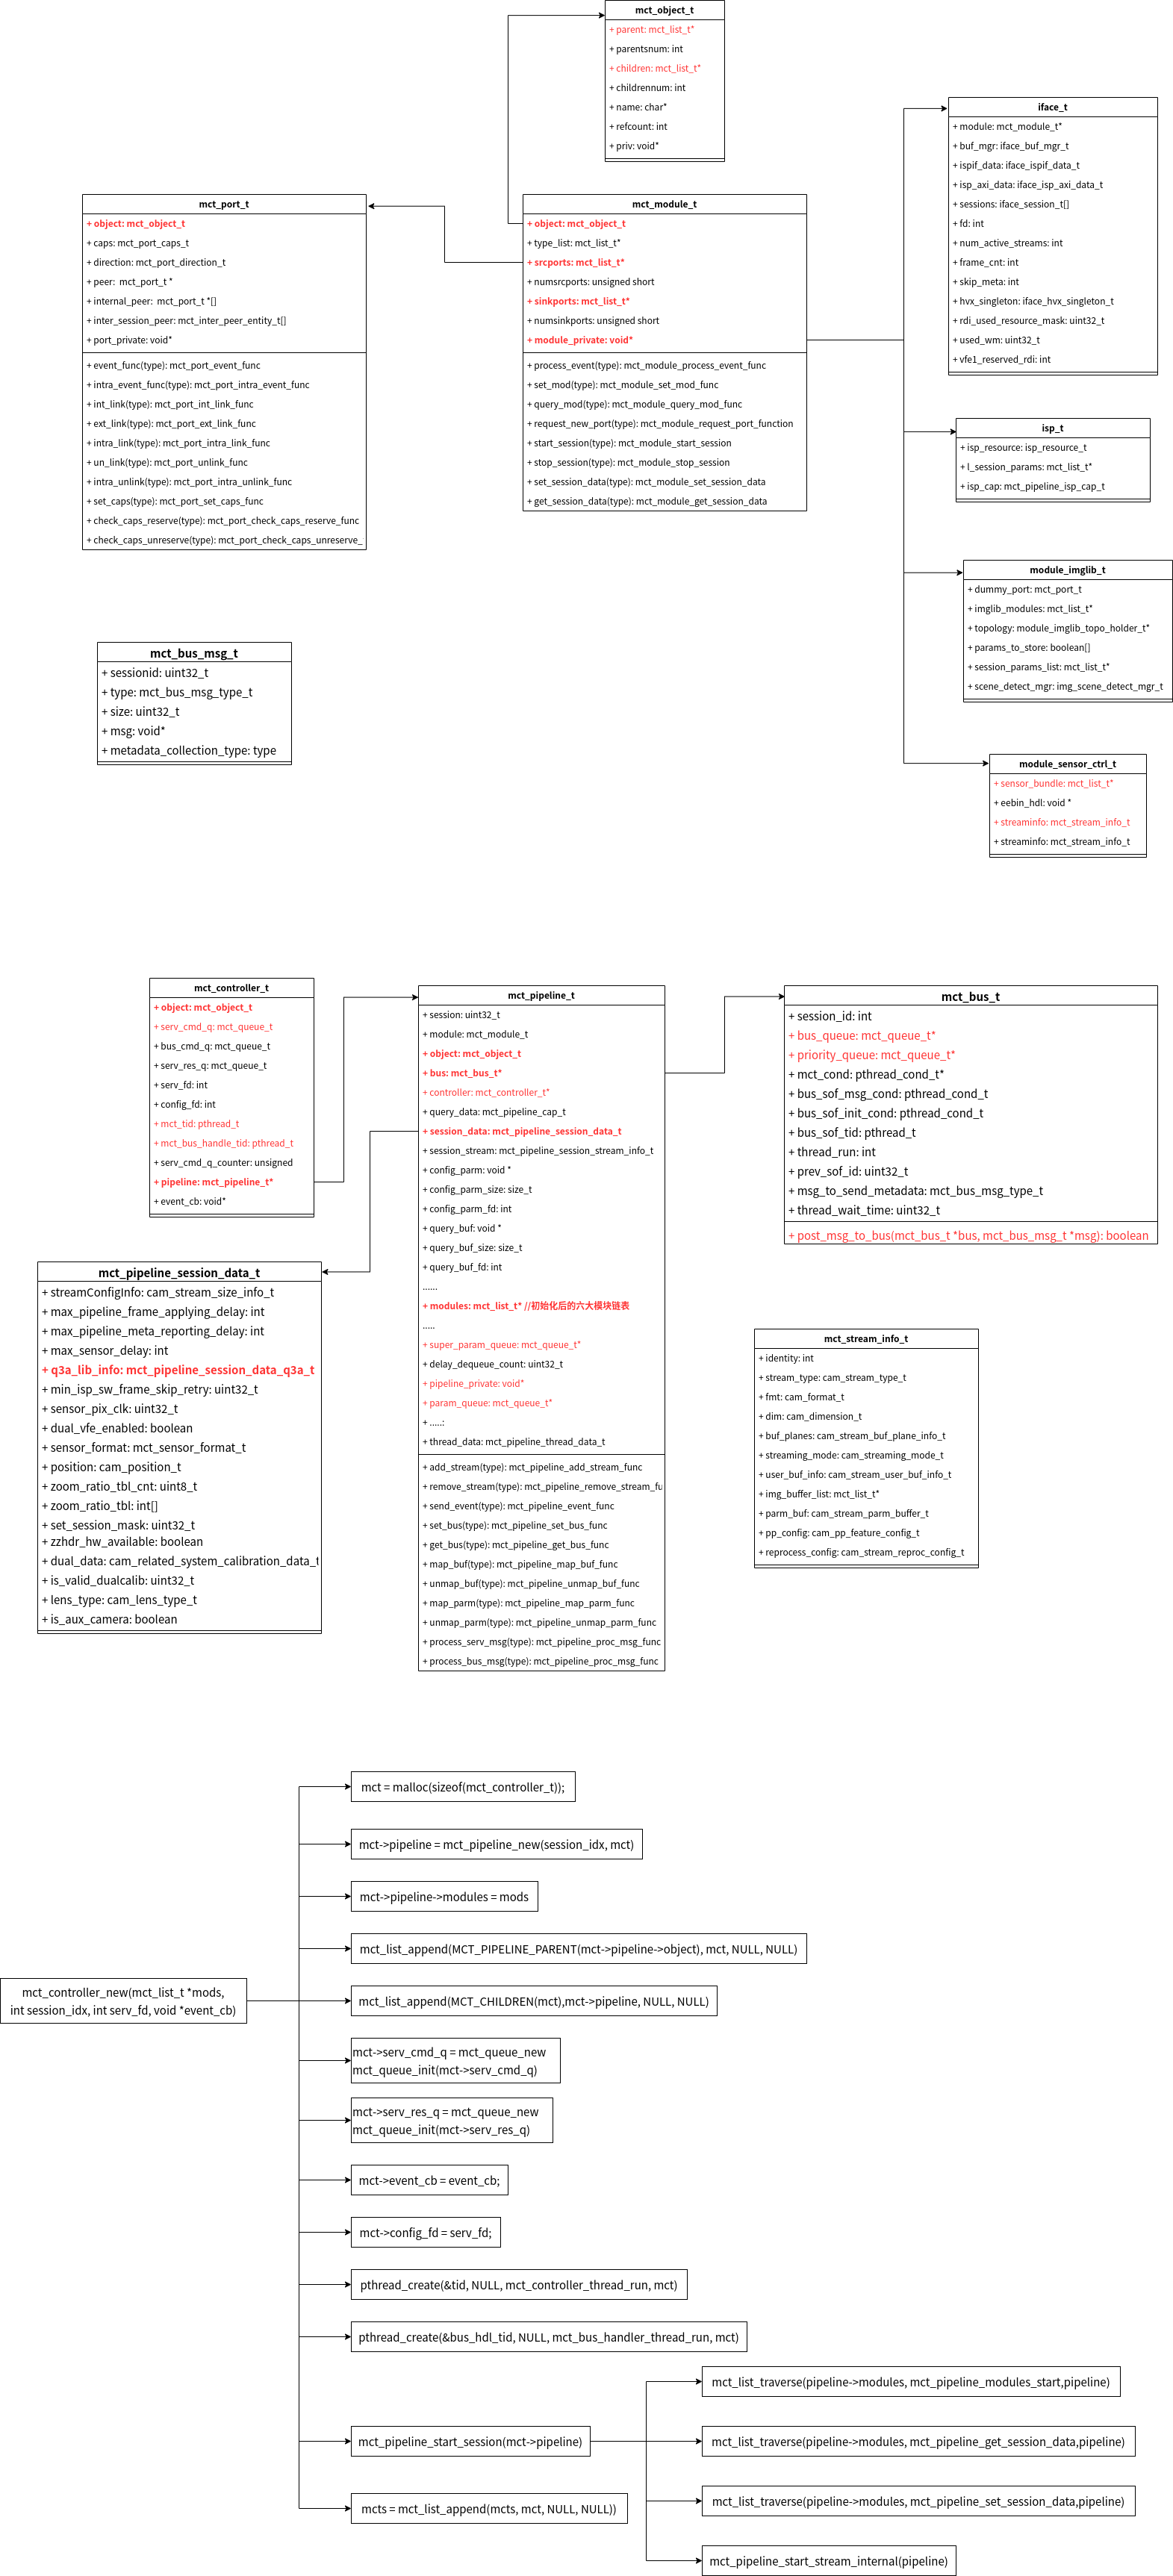 mct_object_t
+ parent: mct_list_t*
+ parentsnum: int
+ children: mct_list_t*
+ childrennum: int
+ name: char*
+ refcount: int
+ priv: void*
mct_port_t
+ object: mct_object_t
+ caps: mct_port_caps_t
+ direction: mct_port_direction_t
+ peer: mct_port_t *
+ internal_peer: mct_port_t *[]
+ inter_session_peer: mct_inter_peer_entity_t[]
+ port_private: void*
+ event_func(type): mct_port_event_func
+ intra_event_func(type): mct_port_intra_event_func
+ int_link(type): mct_port_int_link_func
+ ext_link(type): mct_port_ext_link_func
+ intra_link(type): mct_port_intra_link_func
+ un_link(type): mct_port_unlink_func
+ intra_unlink(type): mct_port_intra_unlink_func
+ set_caps(type): mct_port_set_caps_func
+ check_caps_reserve(type): mct_port_check_caps_reserve_func
+ check_caps_unreserve(type): mct_port_check_caps_unreserve_
mct_module_t
+ object: mct_object_t
+ type_list: mct_list_t*
+ srcports: mct_list_t*
+ numsrcports: unsigned short
+ sinkports: mct_list_t*
+ numsinkports: unsigned short
+ module_private: void*
+ process_event(type): mct_module_process_event_func
+ set_mod(type): mct_module_set_mod_func
+ query_mod(type): mct_module_query_mod_func
+ request_new_port(type): mct_module_request_port_function
+ start_session(type): mct_module_start_session
+ stop_session(type): mct_module_stop_session
+ set_session_data(type): mct_module_set_session_data
+ get_session_data(type): mct_module_get_session_data
iface_t
+ module: mct_module_t*
+ buf_mgr: iface_buf_mgr_t
+ ispif_data: iface_ispif_data_t
+ isp_axi_data: iface_isp_axi_data_t
+ sessions: iface_session_t[]
+ fd: int
+ num_active_streams: int
+ frame_cnt: int
+ skip_meta: int
+ hvx_singleton: iface_hvx_singleton_t
+ rdi_used_resource_mask: uint32_t
+ used_wm: uint32_t
+ vfe1_reserved_rdi: int
isp_t
+ isp_resource: isp_resource_t
+ l_session_params: mct_list_t*
+ isp_cap: mct_pipeline_isp_cap_t
module_imglib_t
+ dummy_port: mct_port_t
+ imglib_modules: mct_list_t*
+ topology: module_imglib_topo_holder_t*
+ params_to_store: boolean[]
+ session_params_list: mct_list_t*
+ scene_detect_mgr: img_scene_detect_mgr_t
mct_bus_msg_t
+ sessionid: uint32_t
+ type: mct_bus_msg_type_t
+ size: uint32_t
+ msg: void*
+ metadata_collection_type: type
module_sensor_ctrl_t
+ sensor_bundle: mct_list_t*
+ eebin_hdl: void *
+ streaminfo: mct_stream_info_t
+ streaminfo: mct_stream_info_t
mct_controller_t
+ object: mct_object_t
+ serv_cmd_q: mct_queue_t
+ bus_cmd_q: mct_queue_t
+ serv_res_q: mct_queue_t
+ serv_fd: int
+ config_fd: int
+ mct_tid: pthread_t
+ mct_bus_handle_tid: pthread_t
+ serv_cmd_q_counter: unsigned
+ pipeline: mct_pipeline_t*
+ event_cb: void*
mct_pipeline_t
+ session: uint32_t
+ module: mct_module_t
+ object: mct_object_t
+ bus: mct_bus_t*
+ controller: mct_controller_t*
+ query_data: mct_pipeline_cap_t
+ session_data: mct_pipeline_session_data_t
+ session_stream: mct_pipeline_session_stream_info_t
+ config_parm: void *
+ config_parm_size: size_t
+ config_parm_fd: int
+ query_buf: void *
+ query_buf_size: size_t
+ query_buf_fd: int
......
+ modules: mct_list_t* //初始化后的六大模块链表
.....
+ super_param_queue: mct_queue_t*
+ delay_dequeue_count: uint32_t
+ pipeline_private: void*
+ param_queue: mct_queue_t*
+ .....:
+ thread_data: mct_pipeline_thread_data_t
+ add_stream(type): mct_pipeline_add_stream_func
+ remove_stream(type): mct_pipeline_remove_stream_fu
+ send_event(type): mct_pipeline_event_func
+ set_bus(type): mct_pipeline_set_bus_func
+ get_bus(type): mct_pipeline_get_bus_func
+ map_buf(type): mct_pipeline_map_buf_func
+ unmap_buf(type): mct_pipeline_unmap_buf_func
+ map_parm(type): mct_pipeline_map_parm_func
+ unmap_parm(type): mct_pipeline_unmap_parm_func
+ process_serv_msg(type): mct_pipeline_proc_msg_func
+ process_bus_msg(type): mct_pipeline_proc_msg_func
mct_bus_t
+ session_id: int
+ bus_queue: mct_queue_t*
+ priority_queue: mct_queue_t*
+ mct_cond: pthread_cond_t*
+ bus_sof_msg_cond: pthread_cond_t
+ bus_sof_init_cond: pthread_cond_t
+ bus_sof_tid: pthread_t
+ thread_run: int
+ prev_sof_id: uint32_t
+ msg_to_send_metadata: mct_bus_msg_type_t
+ thread_wait_time: uint32_t
+ post_msg_to_bus(mct_bus_t *bus, mct_bus_msg_t *msg): boolean
mct_pipeline_session_data_t
+ streamConfigInfo: cam_stream_size_info_t
+ max_pipeline_frame_applying_delay: int
+ max_pipeline_meta_reporting_delay: int
+ max_sensor_delay: int
+ q3a_lib_info: mct_pipeline_session_data_q3a_t
+ min_isp_sw_frame_skip_retry: uint32_t
+ sensor_pix_clk: uint32_t
+ dual_vfe_enabled: boolean
+ sensor_format: mct_sensor_format_t
+ position: cam_position_t
+ zoom_ratio_tbl_cnt: uint8_t
+ zoom_ratio_tbl: int[]
+ set_session_mask: uint32_t
+ zzhdr_hw_available: boolean
+ dual_data: cam_related_system_calibration_data_t
+ is_valid_dualcalib: uint32_t
+ lens_type: cam_lens_type_t
+ is_aux_camera: boolean
mct_stream_info_t
+ identity: int
+ stream_type: cam_stream_type_t
+ fmt: cam_format_t
+ dim: cam_dimension_t
+ buf_planes: cam_stream_buf_plane_info_t
+ streaming_mode: cam_streaming_mode_t
+ user_buf_info: cam_stream_user_buf_info_t
+ img_buffer_list: mct_list_t*
+ parm_buf: cam_stream_parm_buffer_t
+ pp_config: cam_pp_feature_config_t
+ reprocess_config: cam_stream_reproc_config_t
mct_controller_new(mct_list_t *mods,
int session_idx, int serv_fd, void *event_cb)
mct = malloc(sizeof(mct_controller_t));
mct->pipeline = mct_pipeline_new(session_idx, mct)
mct->pipeline->modules = mods
mct_list_append(MCT_PIPELINE_PARENT(mct->pipeline->object), mct, NULL, NULL)
mct_list_append(MCT_CHILDREN(mct),mct->pipeline, NULL, NULL)
mct->serv_cmd_q = mct_queue_new
mct_queue_init(mct->serv_cmd_q)
mct->serv_res_q = mct_queue_new
mct_queue_init(mct->serv_res_q)
mct->event_cb = event_cb;
mct->config_fd = serv_fd;
pthread_create(&tid, NULL, mct_controller_thread_run, mct)
pthread_create(&bus_hdl_tid, NULL, mct_bus_handler_thread_run, mct)
mct_pipeline_start_session(mct->pipeline)
mct_list_traverse(pipeline->modules, mct_pipeline_modules_start,pipeline)
mct_list_traverse(pipeline->modules, mct_pipeline_get_session_data,pipeline)
mct_list_traverse(pipeline->modules, mct_pipeline_set_session_data,pipeline)
mct_pipeline_start_stream_internal(pipeline)
mcts = mct_list_append(mcts, mct, NULL, NULL))